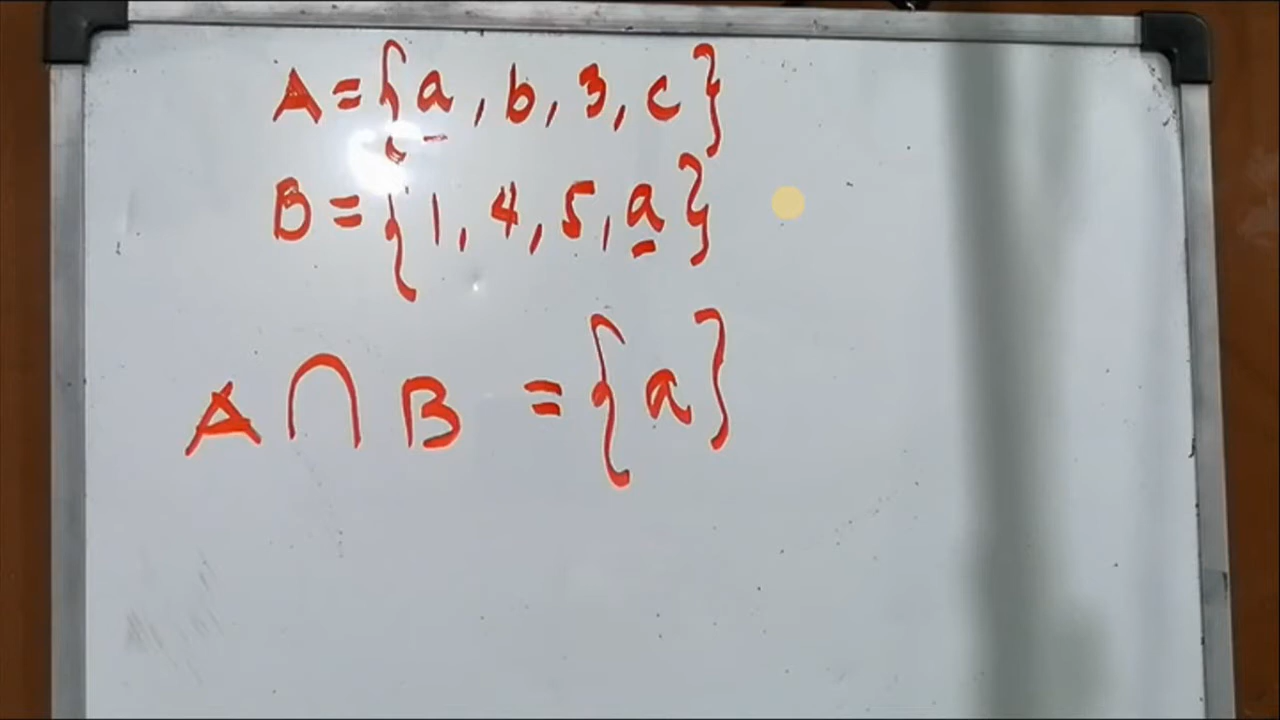 A = {a, b, 3, c}
B = {1, 4, 5, a}
A ∩ B = {a}